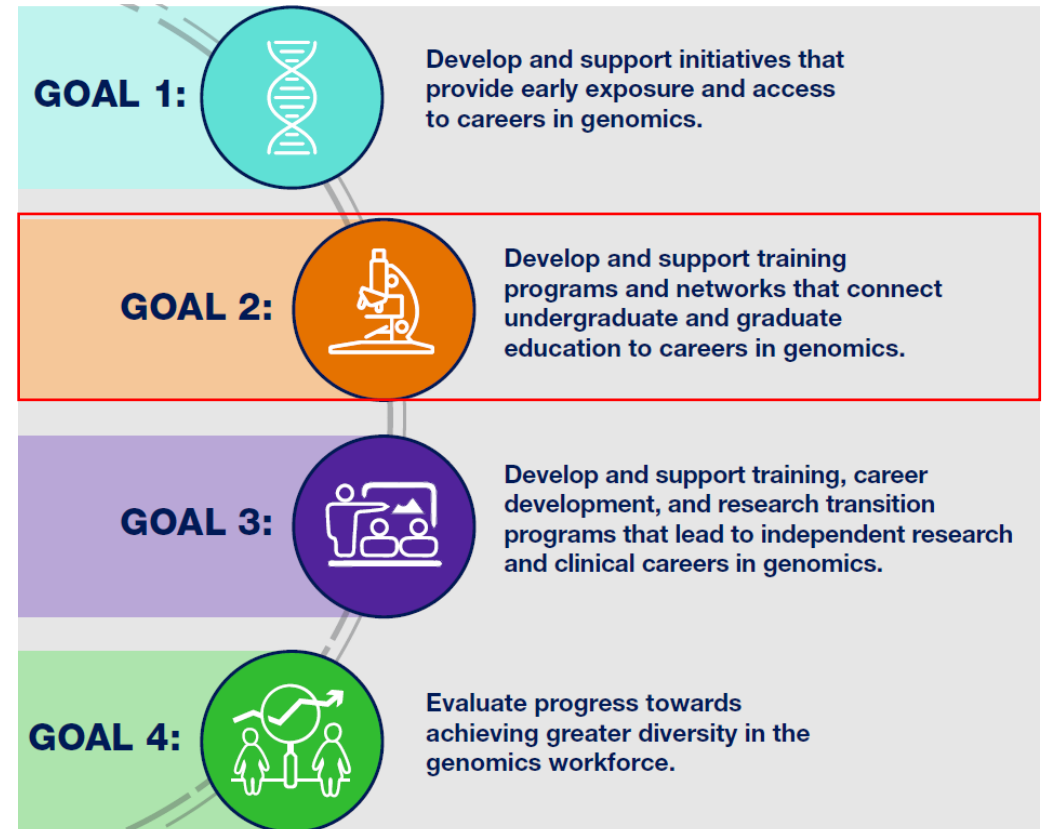 GOAL 1:
Develop and support initiatives that
provide early exposure and access
to careers in genomics.
GOAL 2:
Develop and support training
programs and networks that connect
undergraduate and graduate
education to careers in genomics.
GOAL 3:
Develop and support training, career
development, and research transition
programs that lead to independent research
and clinical careers in genomics.
GOAL 4:
Evaluate progress towards
achieving greater diversity in the
genomics workforce.